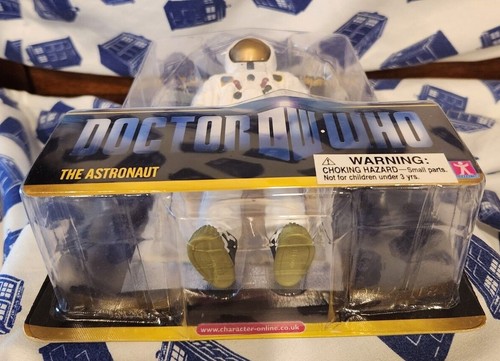 DOCTOR DW WHO
THE ASTRONAUT
WARNING:
CHOKING HAZARD—Small parts.
Not for children under 3 yrs.
www.character-online.co.uk